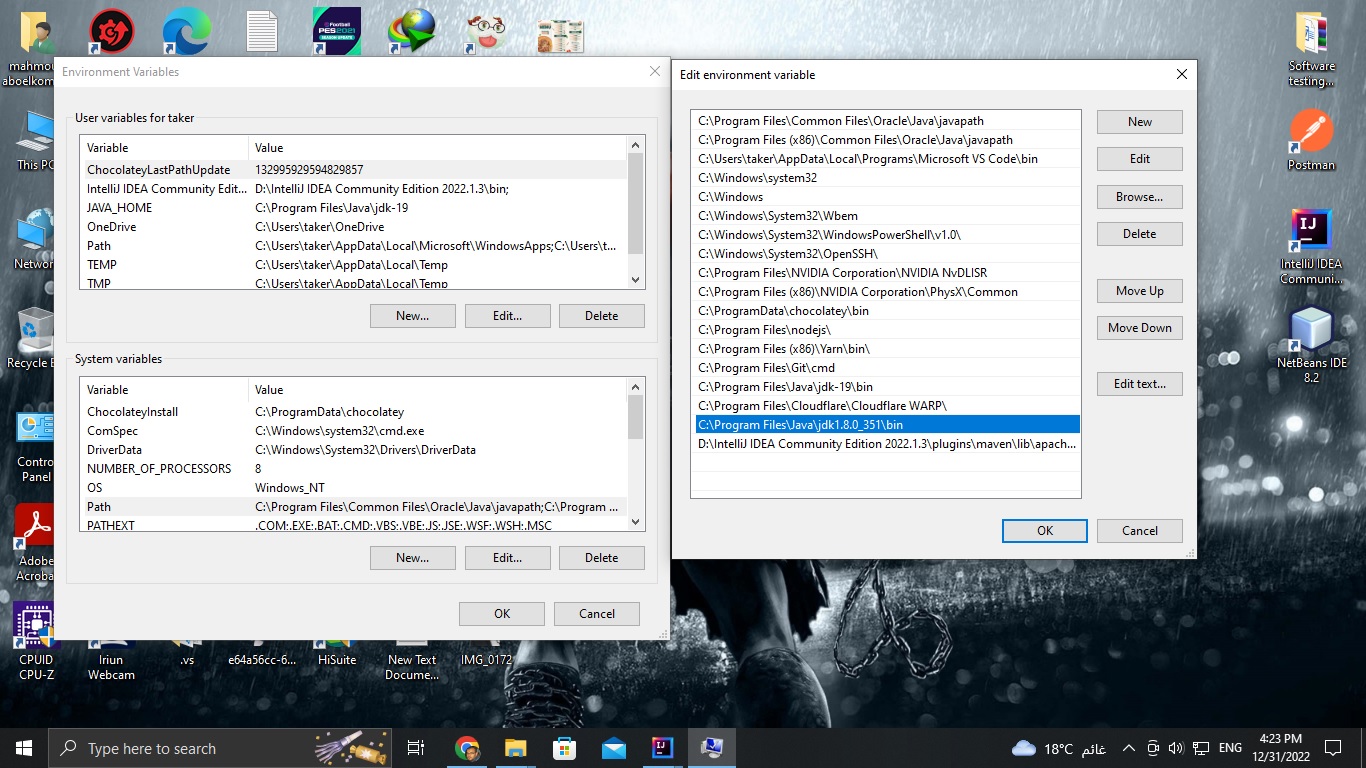 mahmou
aboelkom
This PC
Networ
Recycle B
Contro
Panel
Adobe
Acroba
CPUID
CPU-Z
Football
PES2021
SEASON UPDATE
Environment Variables
User variables for taker
Variable Value
ChocolateyLastPathUpdate 132995929594829857
IntelliJ IDEA Community Edit... D:\IntelliJ IDEA Community Edition 2022.1.3\bin;
JAVA_HOME C:\Program Files\Java\jdk-19
OneDrive C:\Users\taker\OneDrive
Path C:\Users\taker\AppData\Local\Microsoft\WindowsApps;C:\Users\t...
TEMP C:\Users\taker\AppData\Local\Temp
TMP C:\Users\taker\AppData\Local\Temp
New... Edit... Delete
System variables
Variable Value
ChocolateyInstall C:\ProgramData\chocolatey
ComSpec C:\Windows\system32\cmd.exe
DriverData C:\Windows\System32\Drivers\DriverData
NUMBER_OF_PROCESSORS 8
OS Windows_NT
Path C:\Program Files\Common Files\Oracle\Java\javapath;C:\Program ...
PATHEXT .COM;.EXE;.BAT;.CMD;.VBS;.VBE;.JS;.JSE;.WSF;.WSH;.MSC
New... Edit... Delete
OK Cancel
Edit environment variable
C:\Program Files\Common Files\Oracle\Java\javapath
C:\Program Files (x86)\Common Files\Oracle\Java\javapath
C:\Users\taker\AppData\Local\Programs\Microsoft VS Code\bin
C:\Windows\system32
C:\Windows
C:\Windows\System32\Wbem
C:\Windows\System32\WindowsPowerShell\v1.0\
C:\Windows\System32\OpenSSH\
C:\Program Files\NVIDIA Corporation\NVIDIA NvDLISR
C:\Program Files (x86)\NVIDIA Corporation\PhysX\Common
C:\ProgramData\chocolatey\bin
C:\Program Files\nodejs\
C:\Program Files (x86)\Yarn\bin\
C:\Program Files\Git\cmd
C:\Program Files\Java\jdk-19\bin
C:\Program Files\Cloudflare\Cloudflare WARP\
C:\Program Files\Java\jdk1.8.0_351\bin
D:\IntelliJ IDEA Community Edition 2022.1.3\plugins\maven\lib\apach...
New
Edit
Browse...
Delete
Move Up
Move Down
Edit text...
OK Cancel
Software
testing...
Postman
IJ
IntelliJ IDEA
Communi...
NetBeans IDE
8.2
Iriun
Webcam
.vs
e64a56cc-6...
HiSuite
New Text
Docume...
IMG_0172
Type here to search
18°C غائم
ENG
4:23 PM
12/31/2022